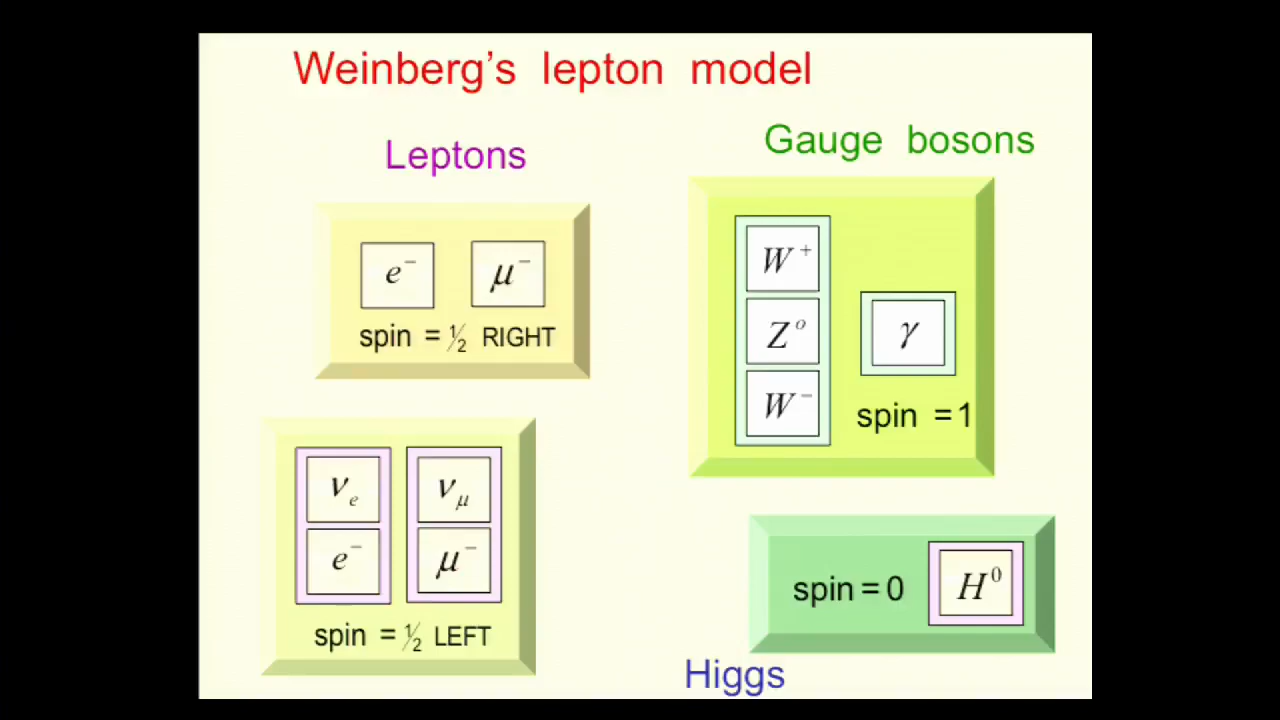 Weinberg's lepton model
Leptons
e⁻ μ⁻
spin = ½ RIGHT
νₑ ν_μ
e⁻ μ⁻
spin = ½ LEFT
Gauge bosons
W⁺
Z⁰
W⁻
γ
spin = 1
spin = 0 H⁰
Higgs